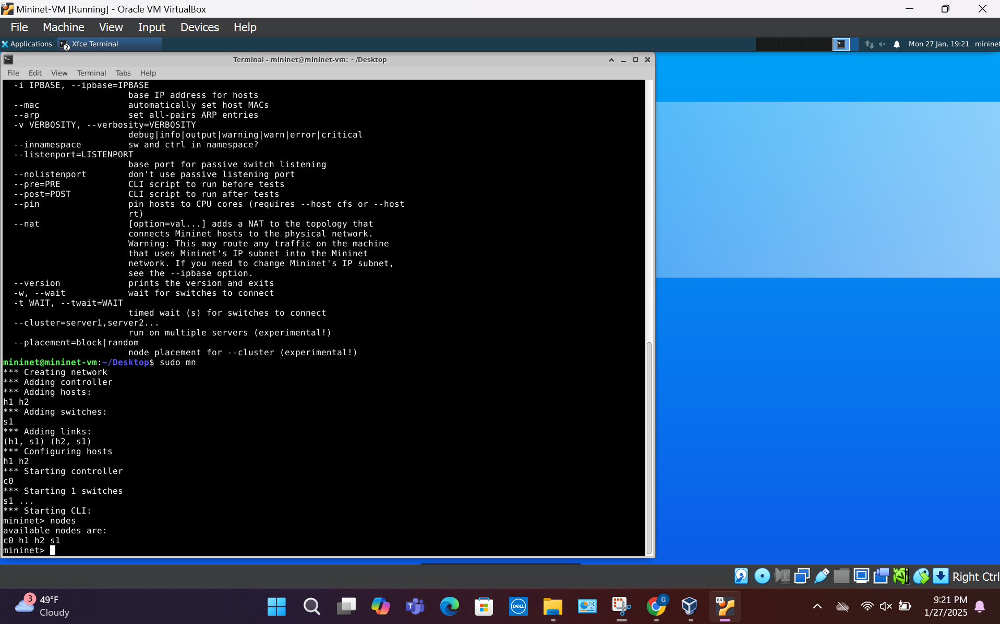 Mininet-VM [Running] - Oracle VM VirtualBox
File Machine View Input Devices Help
Applications Xfce Terminal
Mon 27 Jan, 19:21 mininet
Terminal - mininet@mininet-vm: ~/Desktop
File Edit View Terminal Tabs Help
-i IPBASE, --ipbase=IPBASE
base IP address for hosts
--mac automatically set host MACs
--arp set all-pairs ARP entries
-v VERBOSITY, --verbosity=VERBOSITY
debug|info|output|warning|warn|error|critical
--innamespace sw and ctrl in namespace?
--listenport=LISTENPORT
base port for passive switch listening
--nolistenport don't use passive listening port
--pre=PRE CLI script to run before tests
--post=POST CLI script to run after tests
--pin pin hosts to CPU cores (requires --host cfs or --host
rt)
--nat [option=val...] adds a NAT to the topology that
connects Mininet hosts to the physical network.
Warning: This may route any traffic on the machine
that uses Mininet's IP subnet into the Mininet
network. If you need to change Mininet's IP subnet,
see the --ipbase option.
--version prints the version and exits
-w, --wait wait for switches to connect
-t WAIT, --twait=WAIT
timed wait (s) for switches to connect
--cluster=server1,server2...
run on multiple servers (experimental!)
--placement=block|random
node placement for --cluster (experimental!)
mininet@mininet-vm:~/Desktop$ sudo mn
*** Creating network
*** Adding controller
*** Adding hosts:
h1 h2
*** Adding switches:
s1
*** Adding links:
(h1, s1) (h2, s1)
*** Configuring hosts
h1 h2
*** Starting controller
c0
*** Starting 1 switches
s1 ...
*** Starting CLI:
mininet> nodes
available nodes are:
c0 h1 h2 s1
mininet>
Right Ctrl
3
49°F
Cloudy
DELL
G
64
9:21 PM
1/27/2025